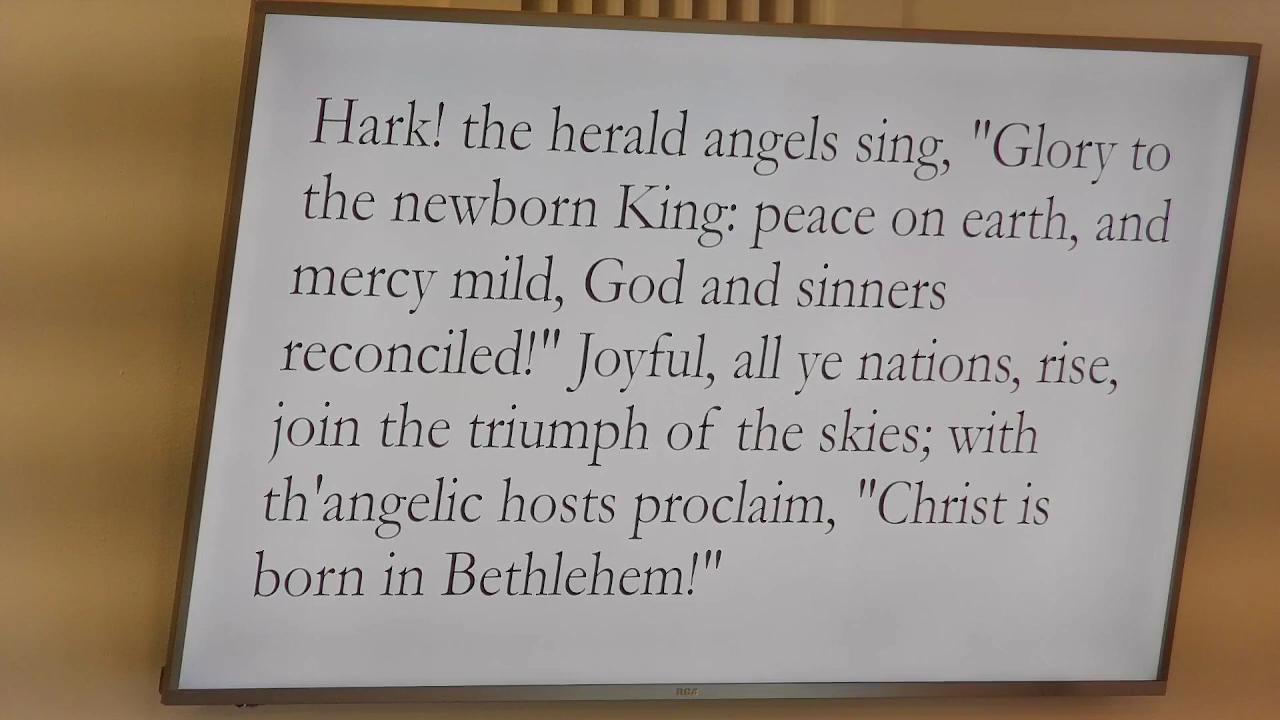 Hark! the herald angels sing, "Glory to
the newborn King: peace on earth, and
mercy mild, God and sinners
reconciled!" Joyful, all ye nations, rise,
join the triumph of the skies; with
th'angelic hosts proclaim, "Christ is
born in Bethlehem!"
RCA